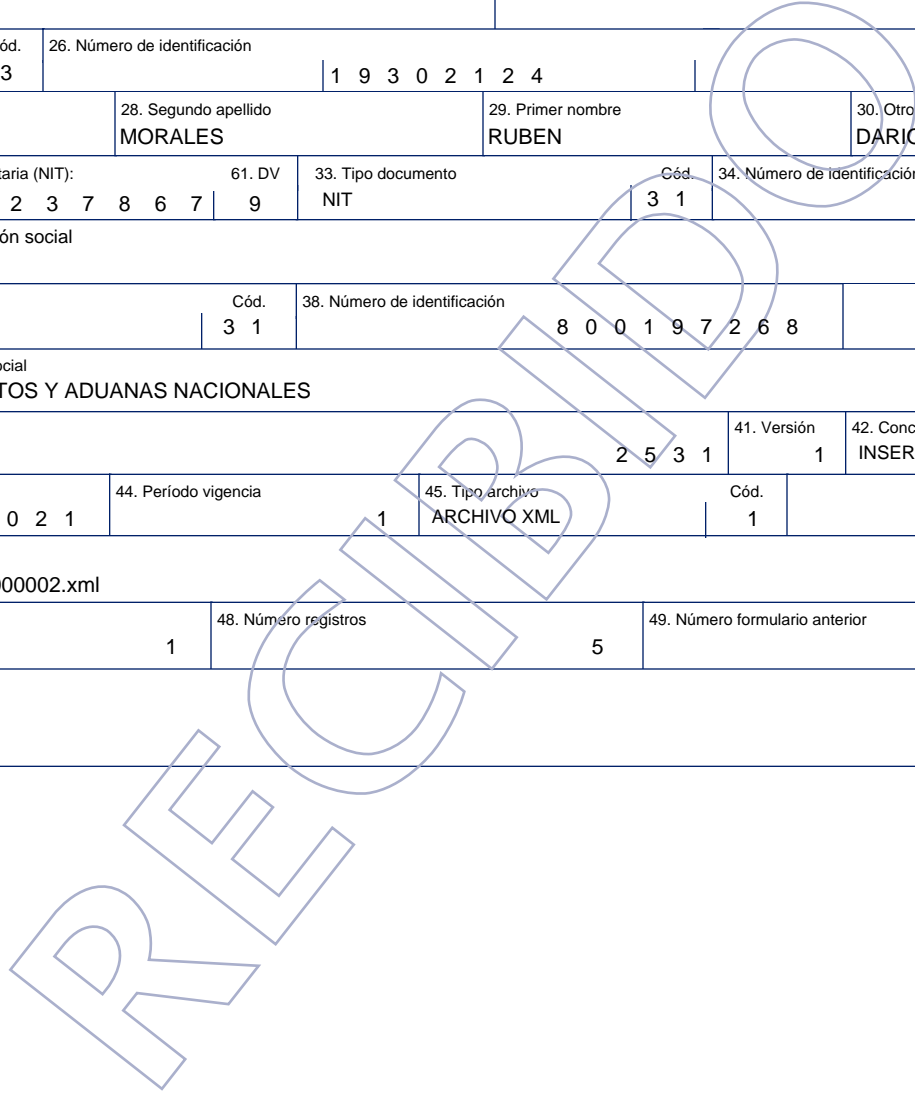 ód. 26. Número de identificación
3 1 9 3 0 2 1 2 4
28. Segundo apellido 29. Primer nombre 30. Otro
MORALES RUBEN DARIO
taria (NIT): 61. DV 33. Tipo documento Cód. 34. Número de identificación
2 3 7 8 6 7 9 NIT 3 1
ón social
Cód. 38. Número de identificación
3 1 8 0 0 1 9 7 2 6 8
ocial
TOS Y ADUANAS NACIONALES
41. Versión 42. Conc
2 5 3 1 1 INSER
44. Período vigencia 45. Tipo archivo Cód.
0 2 1 1 ARCHIVO XML 1
000002.xml
48. Número registros 49. Número formulario anterior
1 5
RECIBIDO